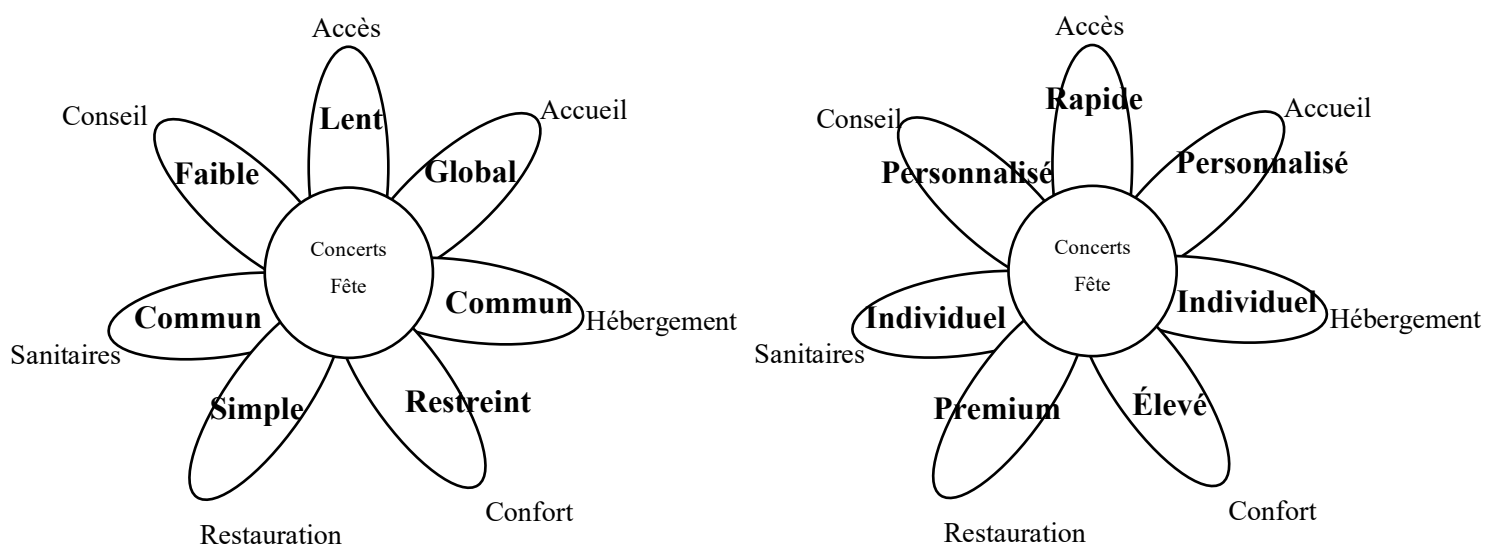 Accès
Lent
Conseil
Accueil
Faible
Global
Concerts
Fête
Commun
Commun
Sanitaires
Hébergement
Simple
Restreint
Confort
Restauration
Accès
Rapide
Conseil
Accueil
Personnalisé
Personnalisé
Concerts
Fête
Individuel
Individuel
Sanitaires
Hébergement
Premium
Élevé
Confort
Restauration